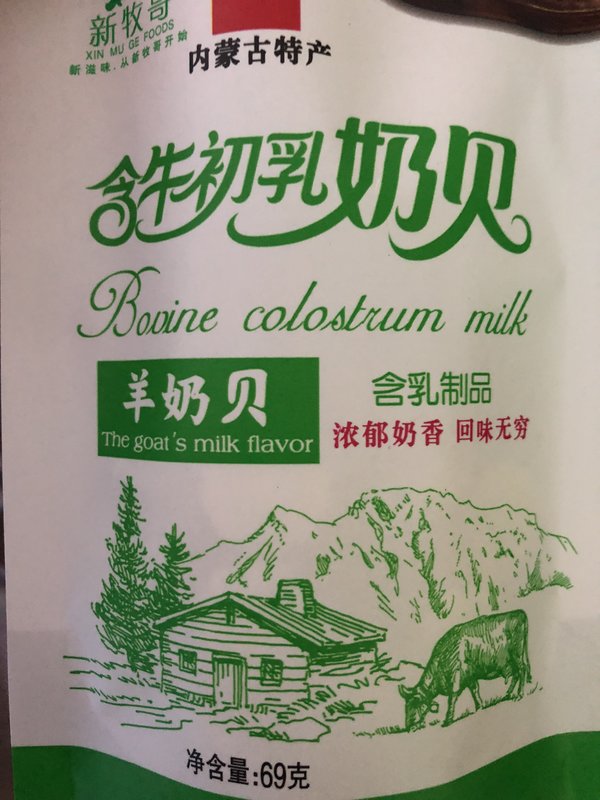 新牧哥
XIN MU GE FOODS
新滋味.从新牧哥开始
内蒙古特产
含牛初乳奶贝
Bovine colostrum milk
羊奶贝
The goat's milk flavor
含乳制品
浓郁奶香 回味无穷
净含量:69克